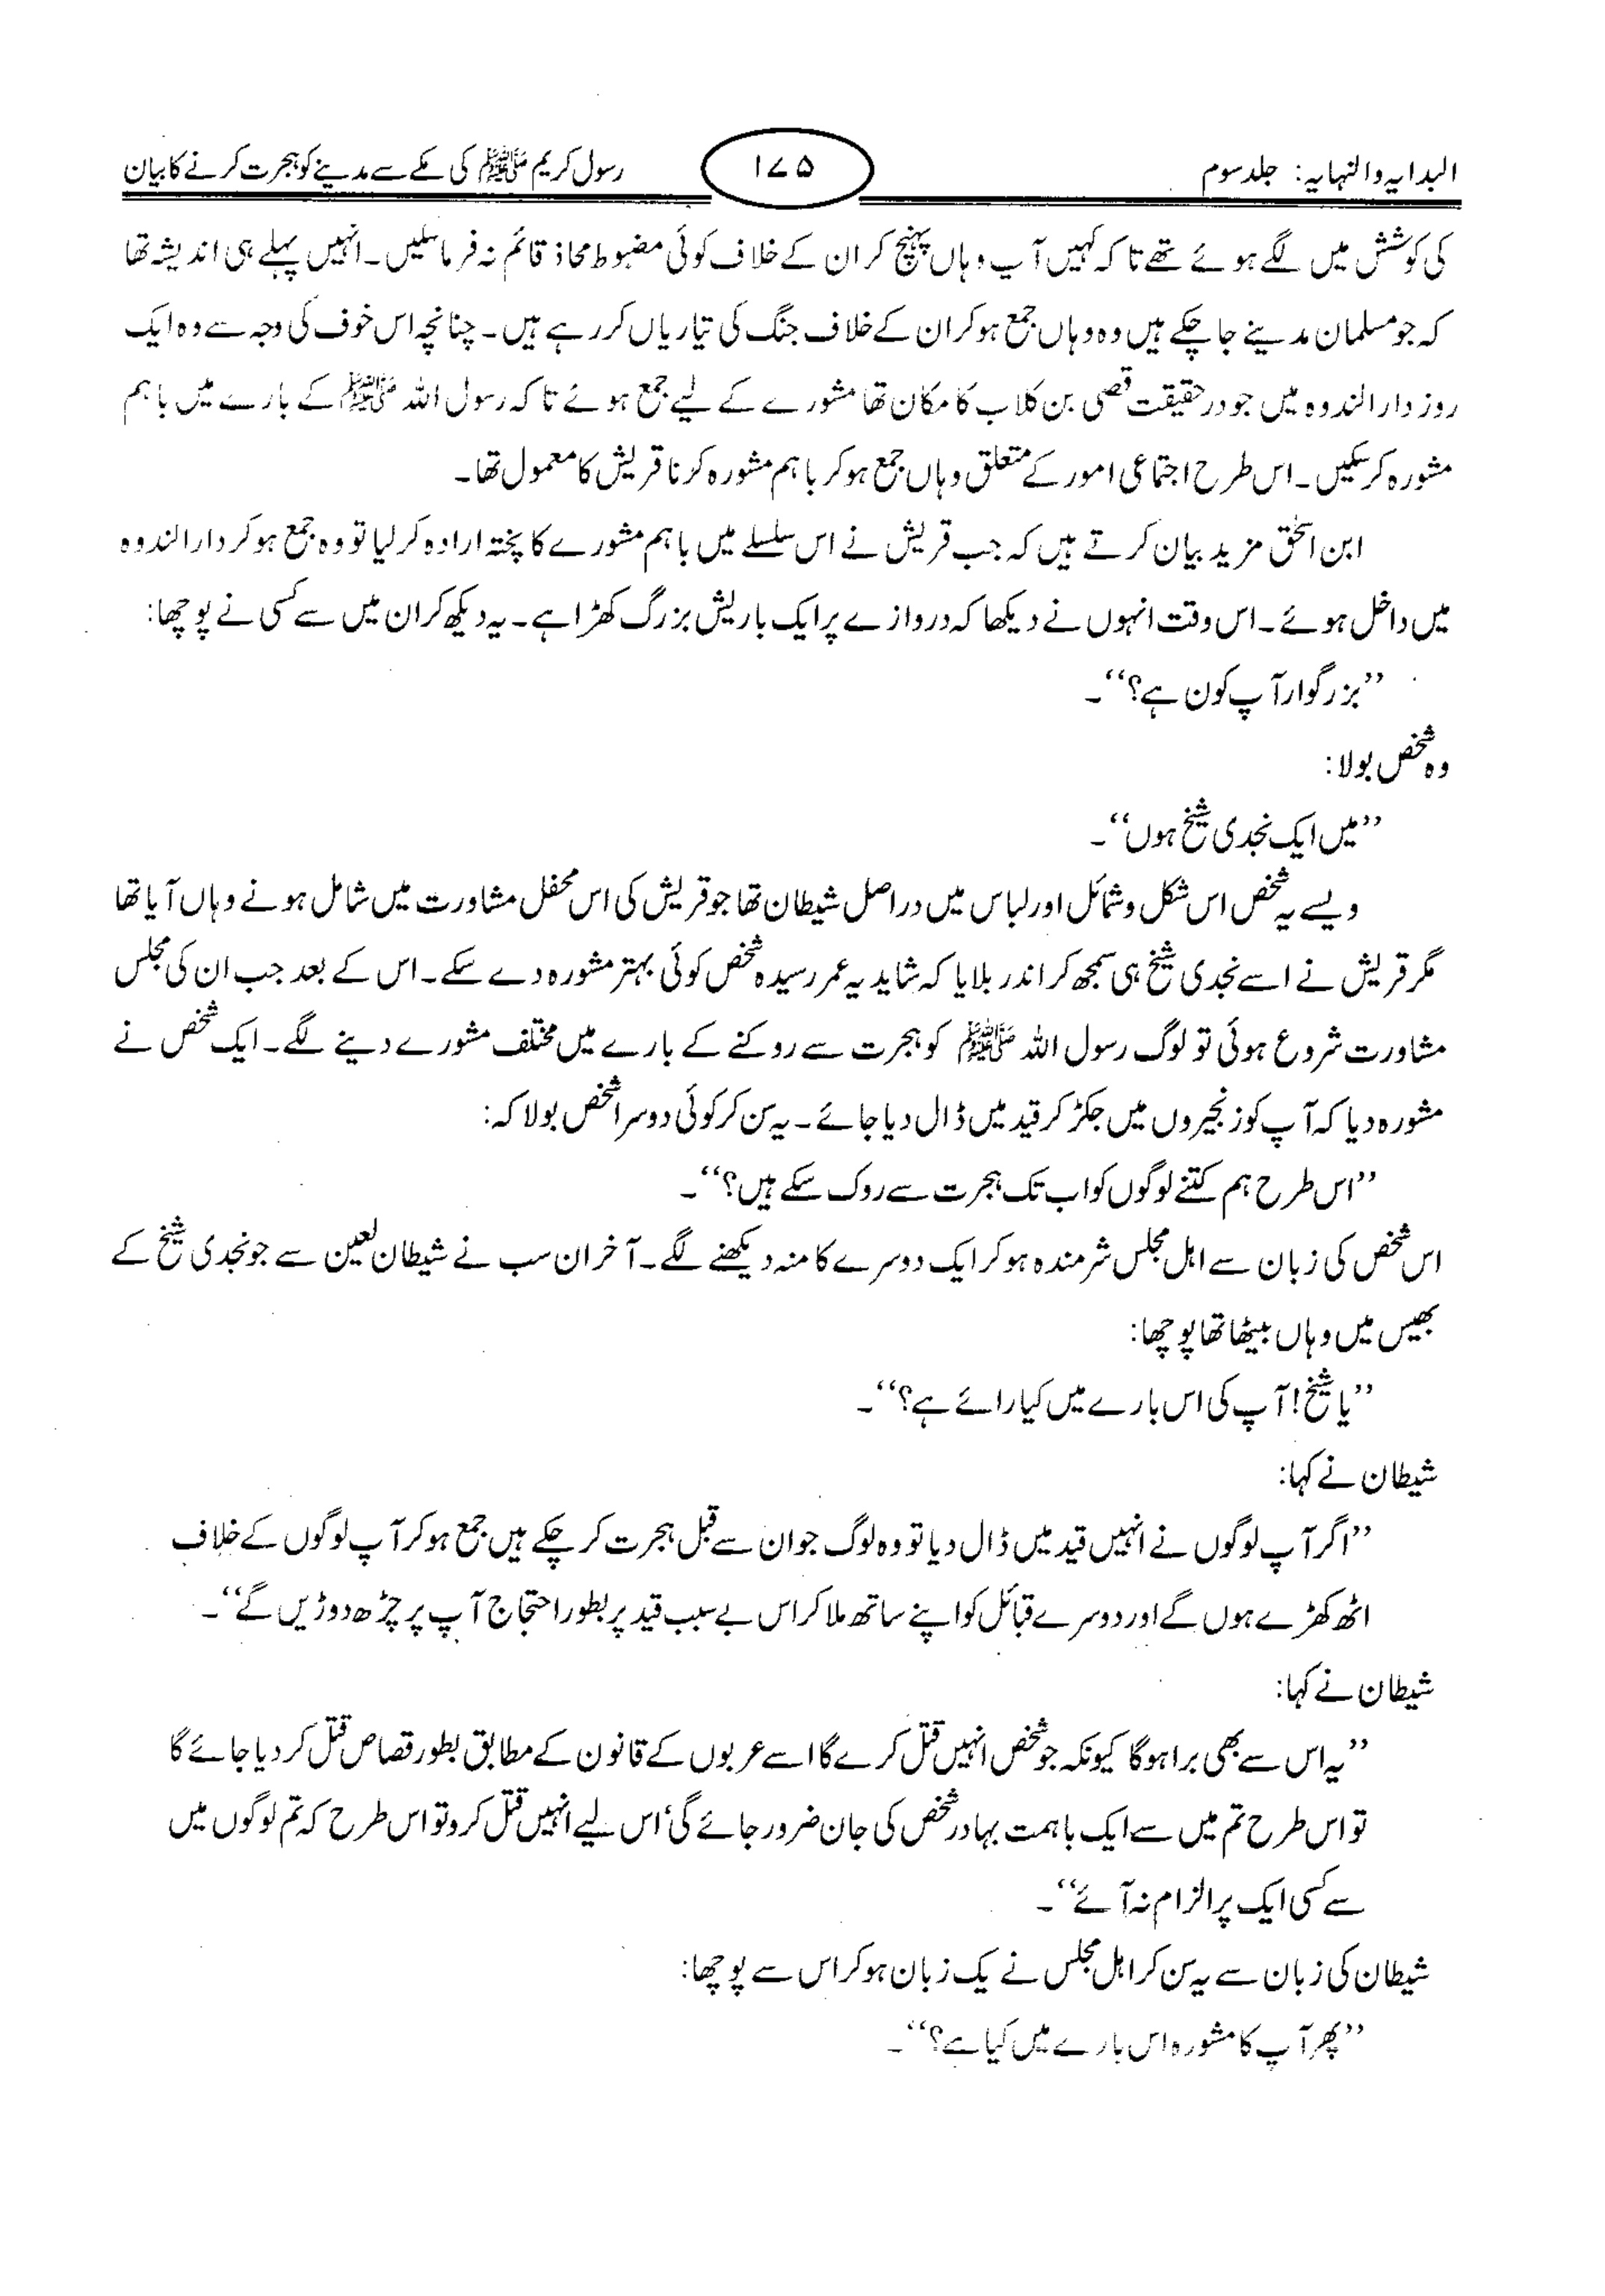 البدایہ والنہایہ: جلد سوم
۱۷۵
رسول کریم ﷺ کی مکے سے مدینے کو ہجرت کرنے کا بیان
کی کوشش میں لگے ہوئے تھے تا کہ کہیں آپ وہاں پہنچ کر ان کے خلاف کوئی مضبوط محاذ قائم نہ فرما سکیں۔ انہیں پہلے ہی اندیشہ تھا
کہ جو مسلمان مدینے جا چکے ہیں وہ وہاں جمع ہو کر ان کے خلاف جنگ کی تیاریاں کر رہے ہیں۔ چنانچہ اس خوف کی وجہ سے وہ ایک
روز دار الندوہ میں جو درحقیقت قصی بن کلاب کا مکان تھا مشورے کے لیے جمع ہوئے تا کہ رسول اللہ ﷺ کے بارے میں باہم
مشورہ کر سکیں۔ اس طرح اجتماعی امور کے متعلق وہاں جمع ہو کر باہم مشورہ کرنا قریش کا معمول تھا۔
ابن اسحٰق مزید بیان کرتے ہیں کہ جب قریش نے اس سلسلے میں باہم مشورے کا پختہ ارادہ کر لیا تو وہ جمع ہو کر دار الندوہ
میں داخل ہوئے۔ اس وقت انہوں نے دیکھا کہ دروازے پر ایک باریش بزرگ کھڑا ہے۔ یہ دیکھ کر ان میں سے کسی نے پوچھا:
’’بزرگوار آپ کون ہے؟‘‘۔
وہ شخص بولا:
’’میں ایک نجدی شیخ ہوں‘‘۔
ویسے یہ شخص اس شکل و شمائل اور لباس میں دراصل شیطان تھا جو قریش کی اس محفل مشاورت میں شامل ہونے وہاں آیا تھا
مگر قریش نے اسے نجدی شیخ ہی سمجھ کر اندر بلایا کہ شاید یہ عمر رسیدہ شخص کوئی بہتر مشورہ دے سکے۔ اس کے بعد جب ان کی مجلس
مشاورت شروع ہوئی تو لوگ رسول اللہ ﷺ کو ہجرت سے روکنے کے بارے میں مختلف مشورے دینے لگے۔ ایک شخص نے
مشورہ دیا کہ آپ کو زنجیروں میں جکڑ کر قید میں ڈال دیا جائے۔ یہ سن کر کوئی دوسرا شخص بولا کہ:
’’اس طرح ہم کتنے لوگوں کو اب تک ہجرت سے روک سکے ہیں؟‘‘۔
اس شخص کی زبان سے اہل مجلس شرمندہ ہو کر ایک دوسرے کا منہ دیکھنے لگے۔ آخر ان سب نے شیطان لعین سے جو نجدی شیخ کے
بھیس میں وہاں بیٹھا تھا پوچھا:
’’یا شیخ! آپ کی اس بارے میں کیا رائے ہے؟‘‘۔
شیطان نے کہا:
’’اگر آپ لوگوں نے انہیں قید میں ڈال دیا تو وہ لوگ جو ان سے قبل ہجرت کر چکے ہیں جمع ہو کر آپ لوگوں کے خلاف
اٹھ کھڑے ہوں گے اور دوسرے قبائل کو اپنے ساتھ ملا کر اس بے سبب قید پر بطور احتجاج آپ پر چڑھ دوڑیں گے‘‘۔
شیطان نے کہا:
’’یہ اس سے بھی برا ہوگا کیونکہ جو شخص انہیں قتل کرے گا اسے عربوں کے قانون کے مطابق بطور قصاص قتل کر دیا جائے گا
تو اس طرح تم میں سے ایک باہمت بہادر شخص کی جان ضرور جائے گی‘ اس لیے انہیں قتل کرو تو اس طرح کہ تم لوگوں میں
سے کسی ایک پر الزام نہ آئے‘‘۔
شیطان کی زبان سے یہ سن کر اہل مجلس نے یک زبان ہو کر اس سے پوچھا:
’’پھر آپ کا مشورہ اس بارے میں کیا ہے؟‘‘۔